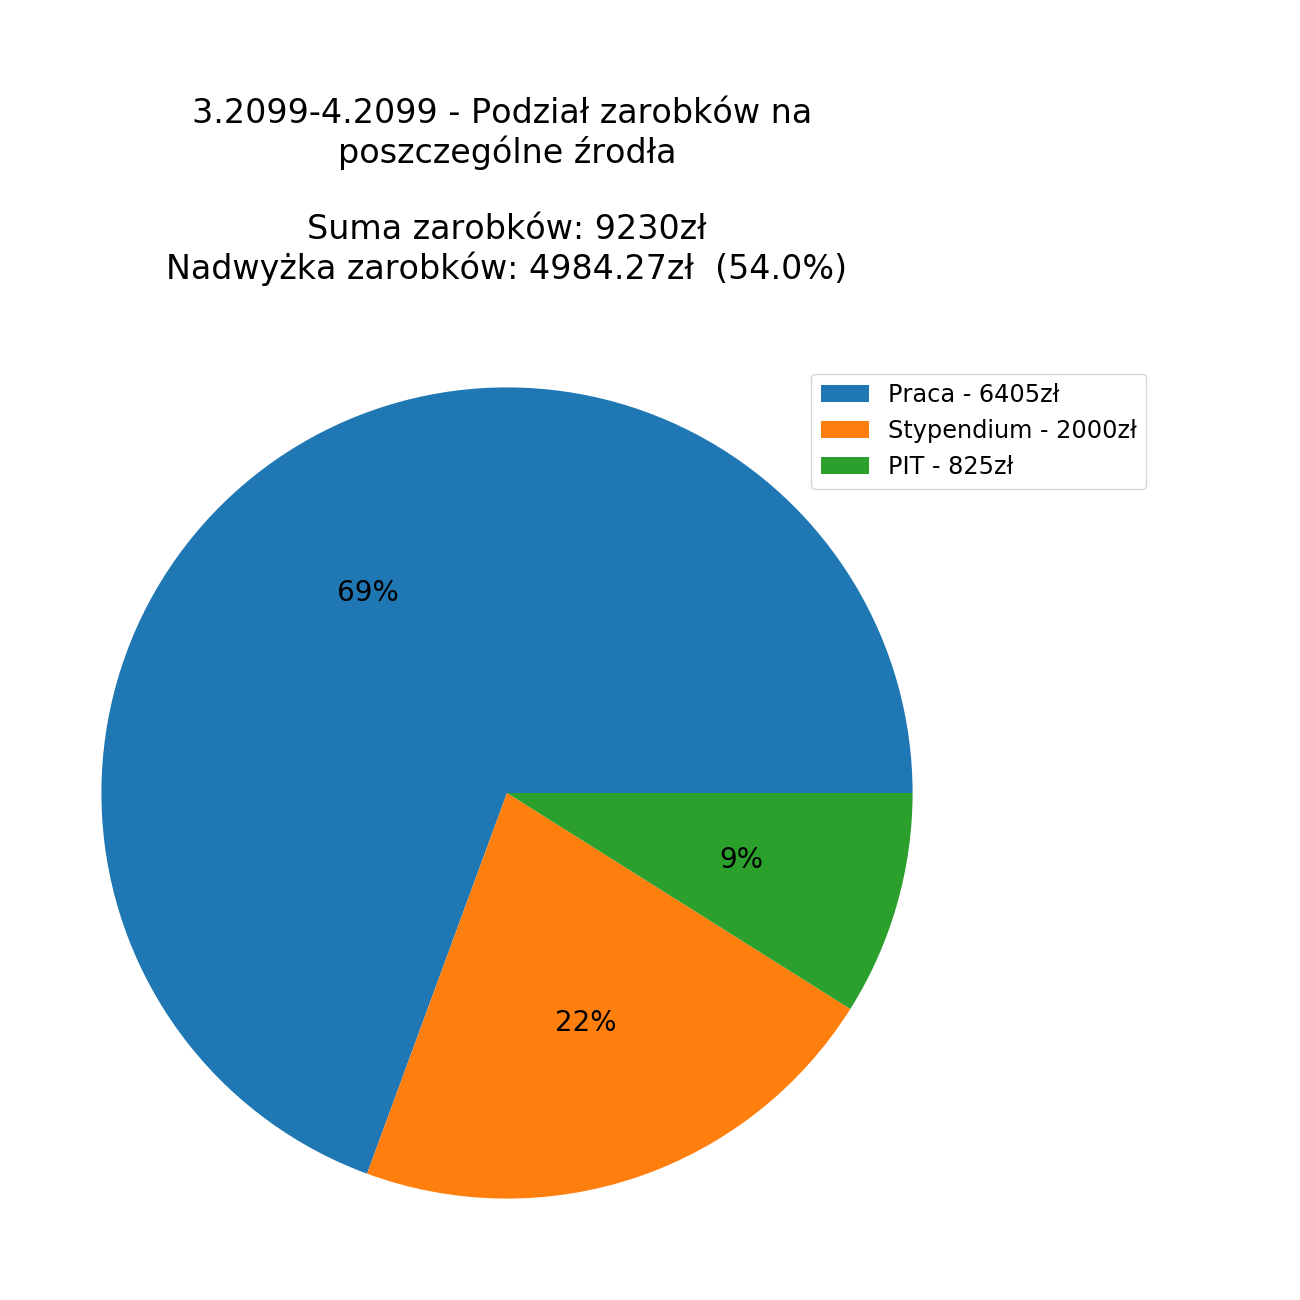 3.2099-4.2099 - Podział zarobków na
poszczególne źrodła
Suma zarobków: 9230zł
Nadwyżka zarobków: 4984.27zł  (54.0%)
Praca - 6405zł
Stypendium - 2000zł
PIT - 825zł
69%
9%
22%